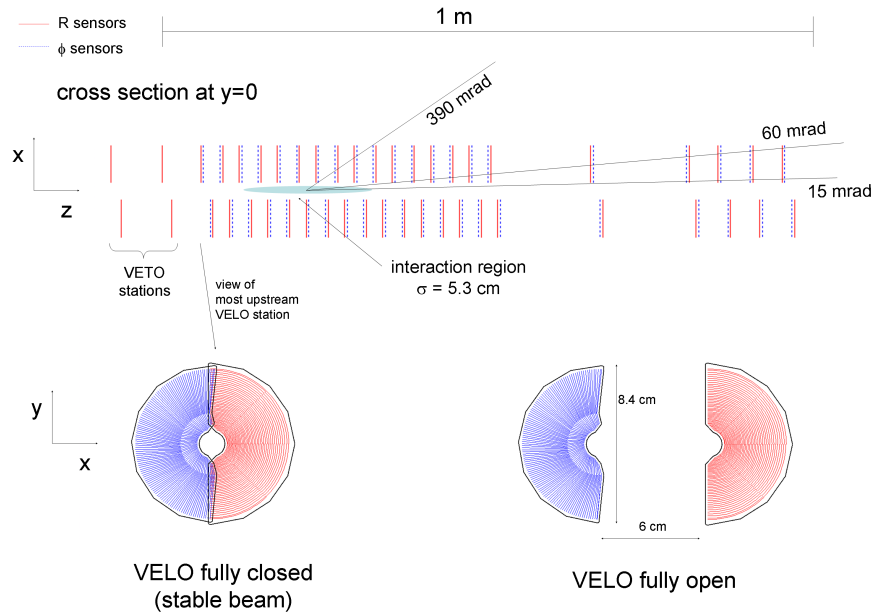 R sensors
ϕ sensors
1 m
cross section at y=0
390 mrad
60 mrad
15 mrad
x
z
VETO
stations
view of
most upstream
VELO station
interaction region
σ = 5.3 cm
y
x
8.4 cm
6 cm
VELO fully closed
(stable beam)
VELO fully open